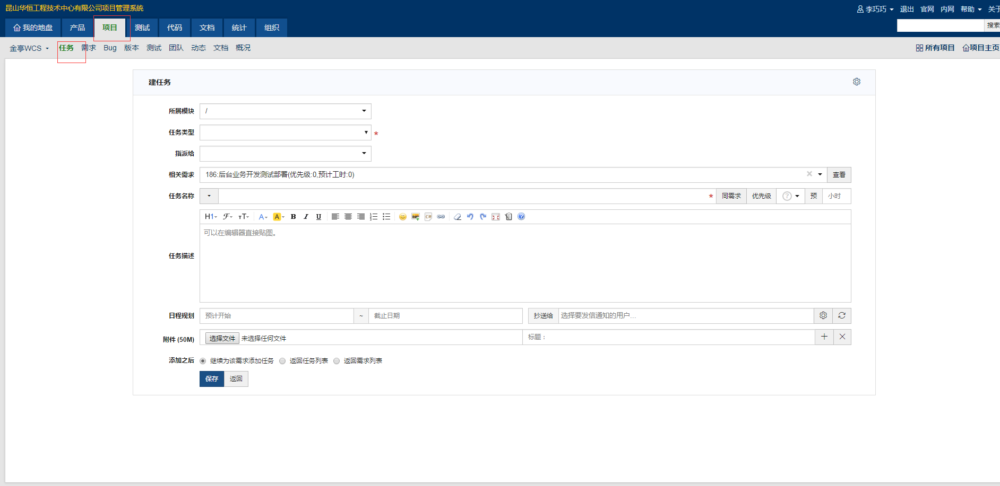 昆山华恒工程技术中心有限公司项目管理系统
李巧巧 退出 官网 内网 帮助 关于
我的地盘 产品 项目 测试 代码 文档 统计 组织
搜索
金亭WCS 任务 需求 Bug 版本 测试 团队 动态 文档 概况
所有项目 项目主页
建任务
所属模块 /
任务类型 *
指派给
相关需求 186:后台业务开发测试部署(优先级:0,预计工时:0) 查看
任务名称 * 同需求 优先级 ? 预 小时
H1 F TT A A B I U C#
可以在编辑器直接贴图。
任务描述
日程规划 预计开始 ~ 截止日期 抄送给 选择要发信通知的用户...
附件 (50M) 选择文件 未选择任何文件 标题：
添加之后 继续为该需求添加任务 返回任务列表 返回需求列表
保存 返回